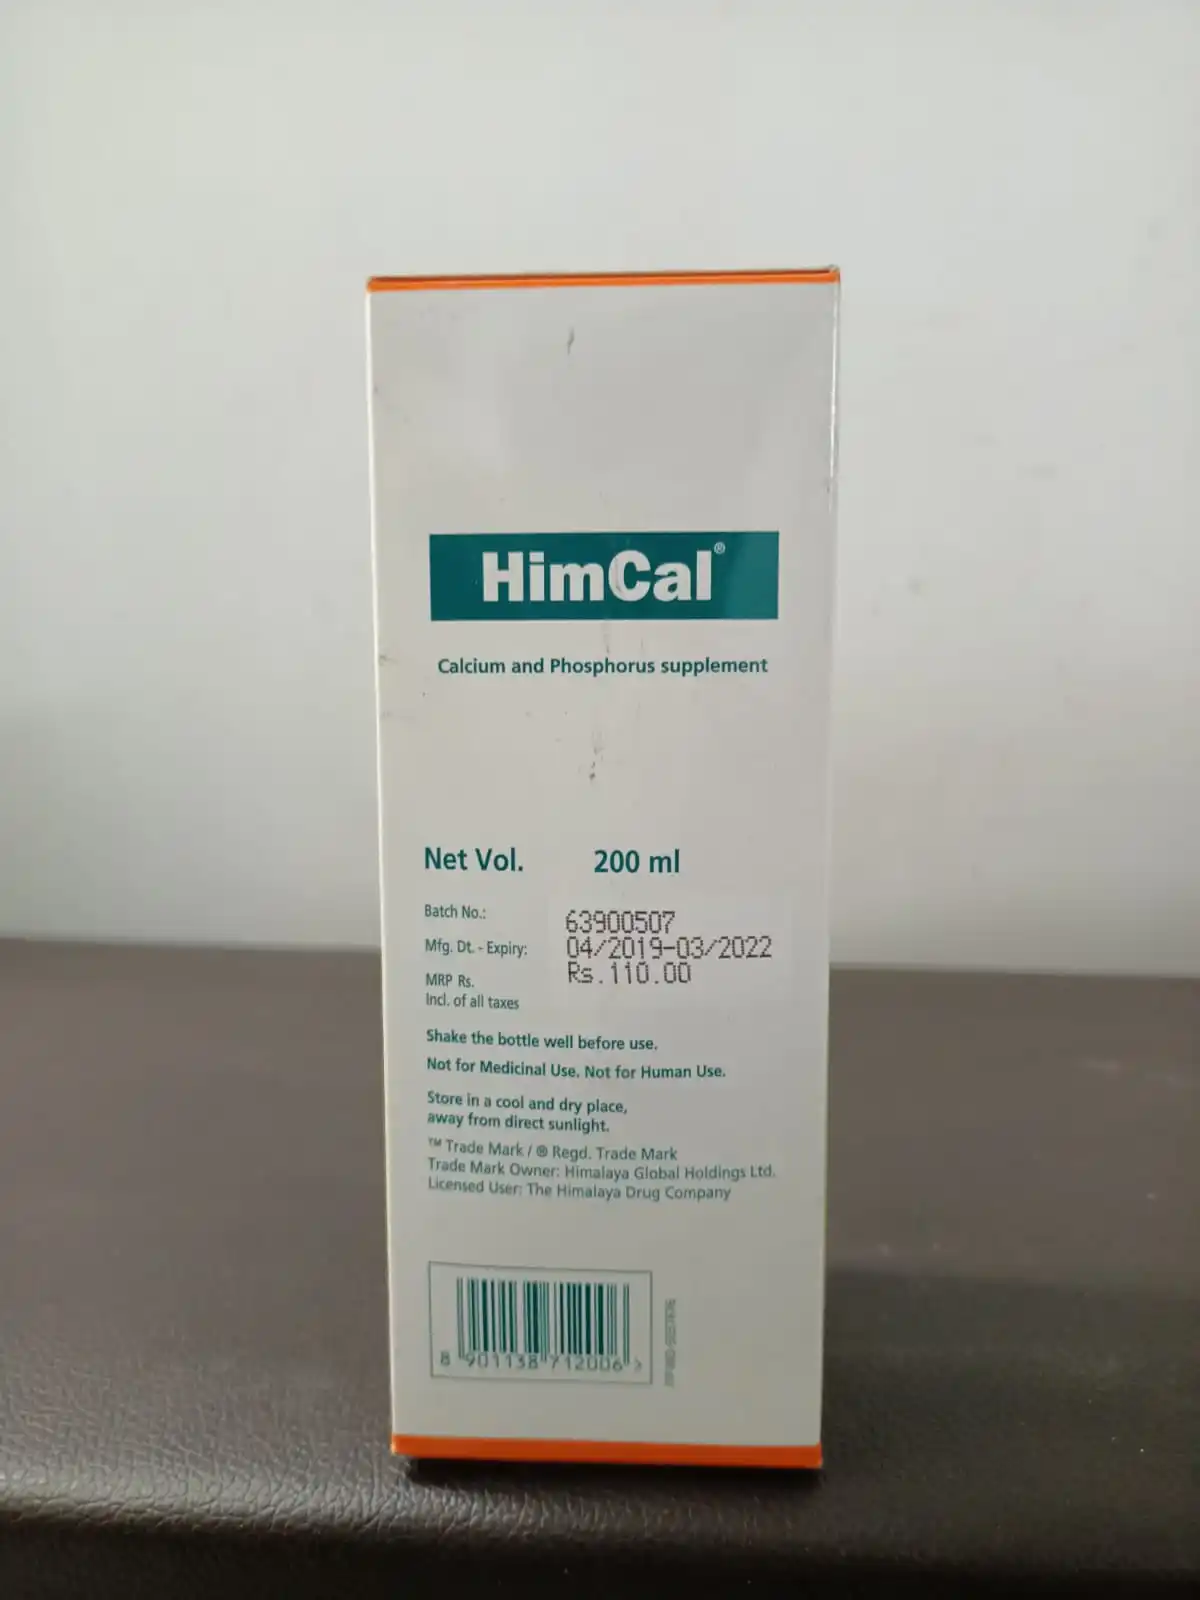 HimCal®
Calcium and Phosphorus supplement
Net Vol. 200 ml
Batch No.: 63900507
Mfg. Dt. - Expiry: 04/2019-03/2022
MRP Rs. Rs.110.00
Incl. of all taxes
Shake the bottle well before use.
Not for Medicinal Use. Not for Human Use.
Store in a cool and dry place,
away from direct sunlight.
™ Trade Mark / ® Regd. Trade Mark
Trade Mark Owner: Himalaya Global Holdings Ltd.
Licensed User: The Himalaya Drug Company
8 901138 712006 >